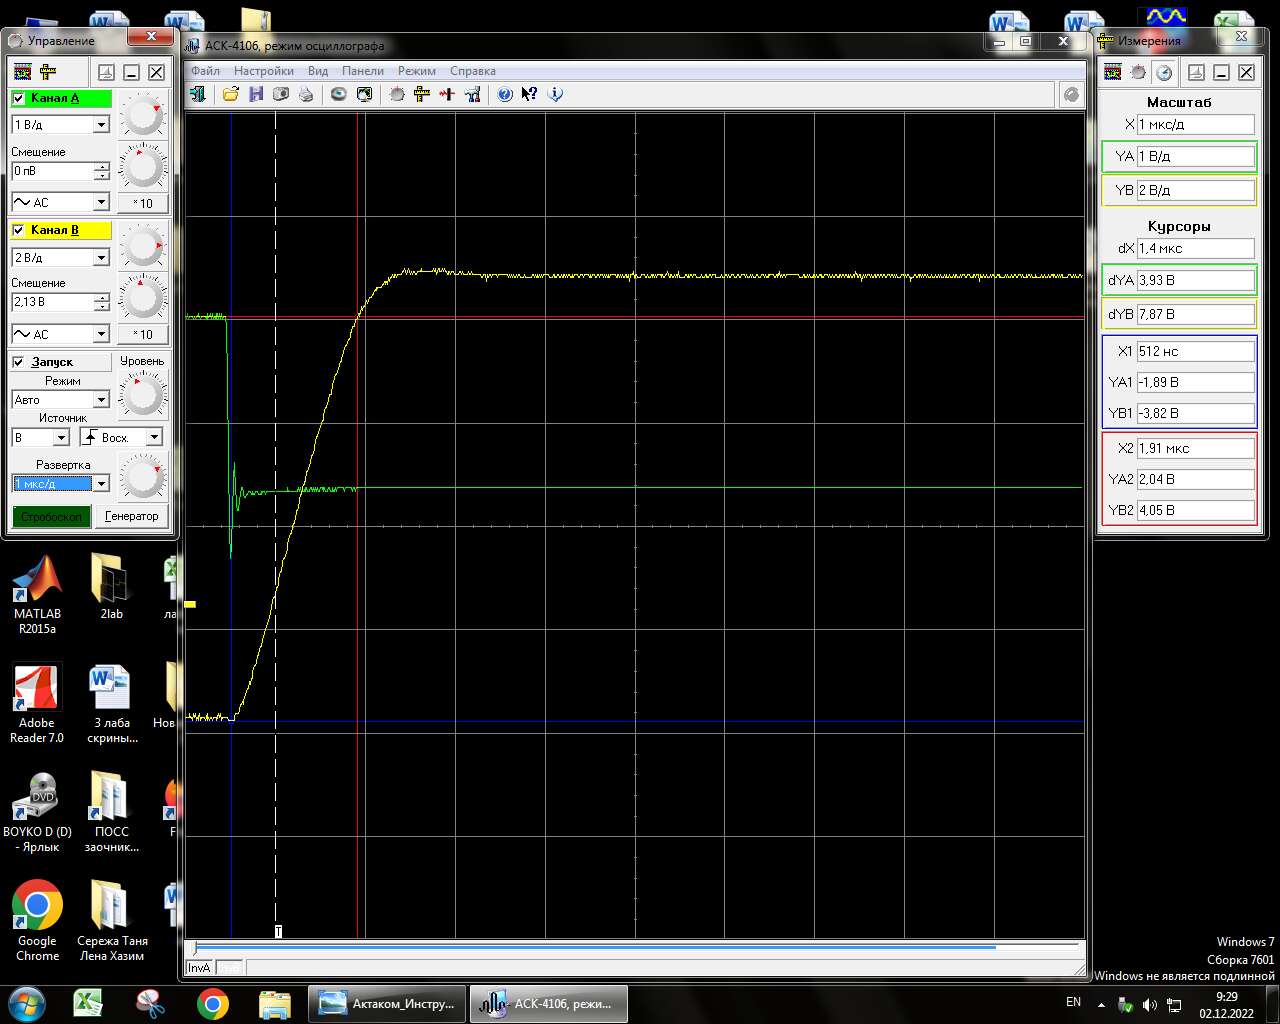 Управление
Канал A
1 В/д
Смещение
0 пВ
AC
*10
Канал B
2 В/д
Смещение
2,13 В
AC
*10
Запуск
Уровень
Режим
Авто
Источник
B
Восх.
Развертка
1 мкс/д
Стробоскоп
Генератор
АСК-4106, режим осциллографа
Файл Настройки Вид Панели Режим Справка
T
InvA
Измерения
Масштаб
X 1 мкс/д
YA 1 В/д
YB 2 В/д
Курсоры
dX 1,4 мкс
dYA 3,93 В
dYB 7,87 В
X1 512 нс
YA1 -1,89 В
YB1 -3,82 В
X2 1,91 мкс
YA2 2,04 В
YB2 4,05 В
MATLAB
R2015a
2lab
ла
Adobe
Reader 7.0
3 лаба
скрины...
Нов
DVD
BOYKO D (D)
- Ярлык
ПОСС
заочник...
F
Google
Chrome
Сережа Таня
Лена Хазим
Windows 7
Сборка 7601
Windows не является подлинной
Актаком_Инстру...
АСК-4106, режи...
EN
9:29
02.12.2022